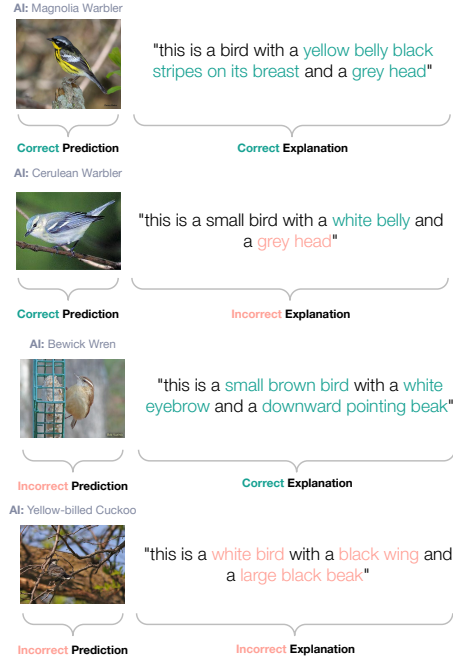 AI: Magnolia Warbler
"this is a bird with a yellow belly black
stripes on its breast and a grey head"
Correct Prediction
Correct Explanation
AI: Cerulean Warbler
"this is a small bird with a white belly and
a grey head"
Correct Prediction
Incorrect Explanation
AI: Bewick Wren
"this is a small brown bird with a white
eyebrow and a downward pointing beak"
Incorrect Prediction
Correct Explanation
AI: Yellow-billed Cuckoo
"this is a white bird with a black wing and
a large black beak"
Incorrect Prediction
Incorrect Explanation